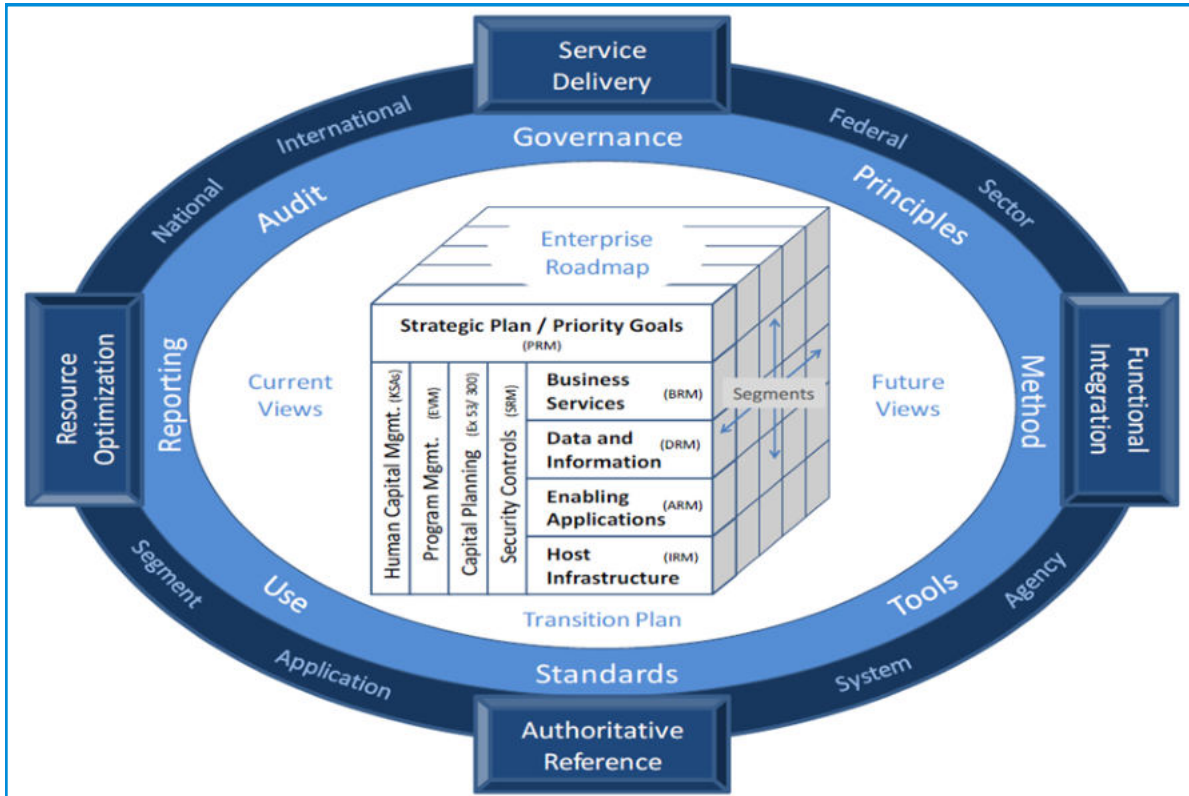 Service
Delivery
International
National
Federal
Sector
Governance
Audit
Principles
Enterprise
Roadmap
Resource
Optimization
Reporting
Current
Views
Strategic Plan / Priority Goals
(PRM)
Human Capital Mgmt. (KSAs)
Program Mgmt. (EVM)
Capital Planning (Ex 53/ 300)
Security Controls (SRM)
Business
Services (BRM)
Data and
Information (DRM)
Enabling
Applications (ARM)
Host (IRM)
Infrastructure
Segments
Future
Views
Method
Functional
Integration
Transition Plan
Use
Tools
Standards
Segment
Application
System
Agency
Authoritative
Reference